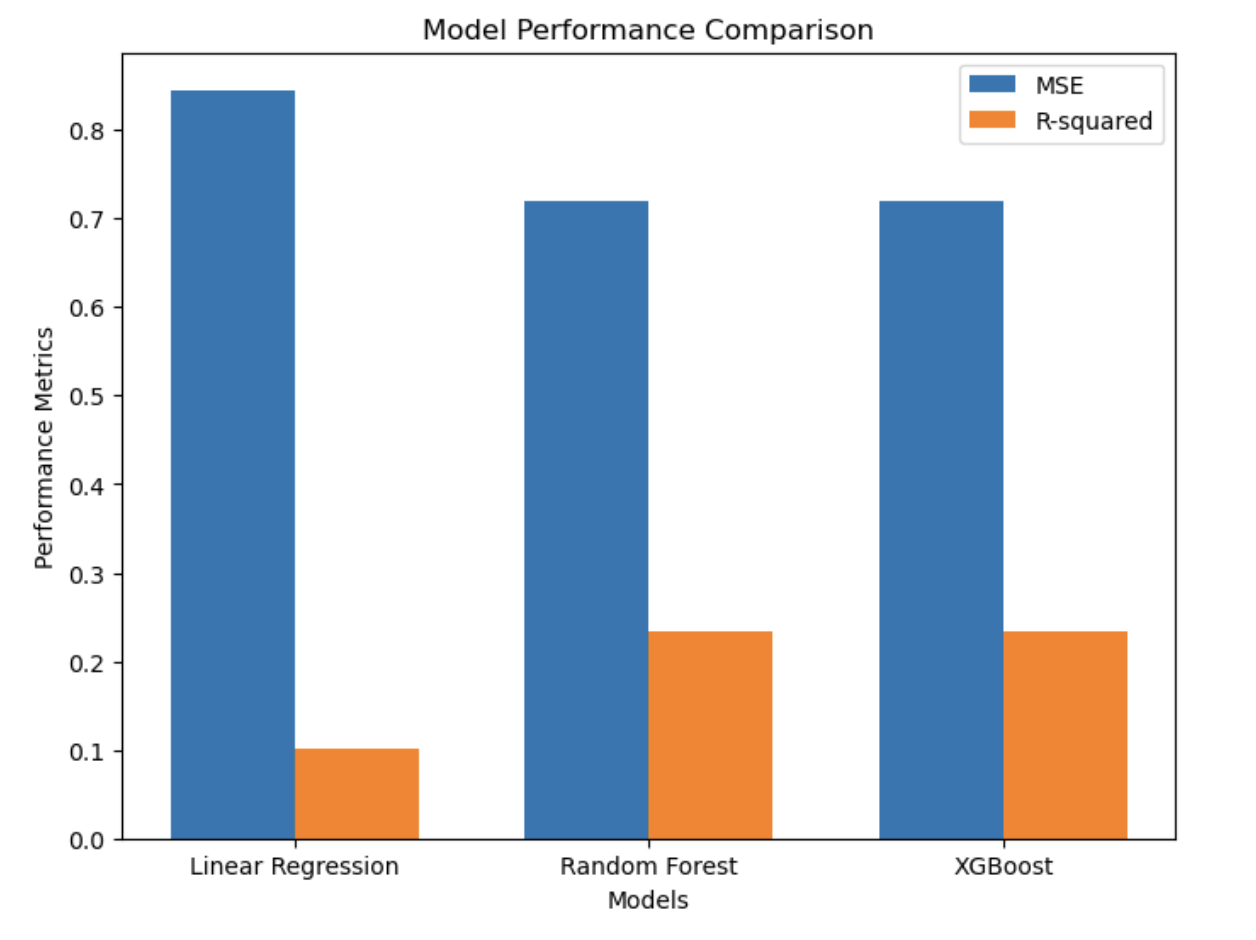 Model Performance Comparison
MSE
R-squared
Performance Metrics
0.8
0.7
0.6
0.5
0.4
0.3
0.2
0.1
0.0
Linear Regression
Random Forest
XGBoost
Models